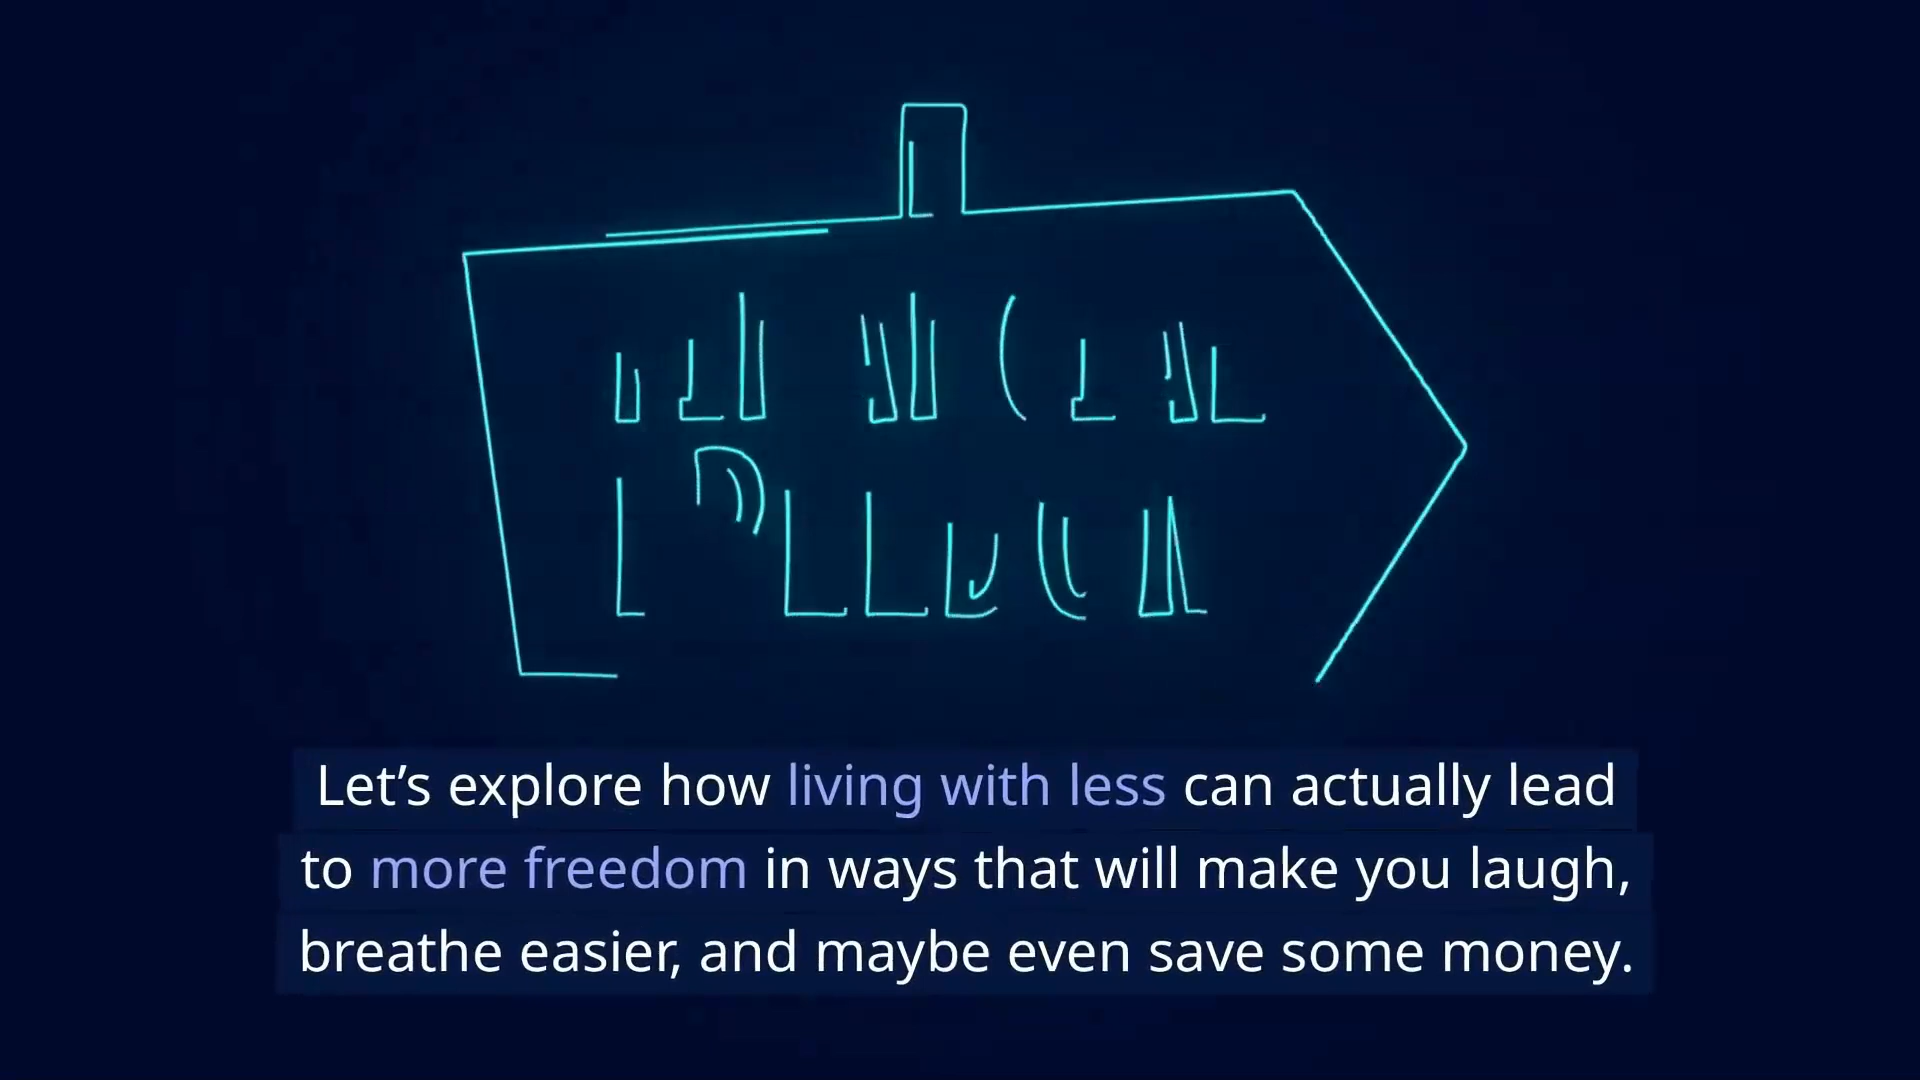 Let’s explore how living with less can actually lead
to more freedom in ways that will make you laugh,
breathe easier, and maybe even save some money.